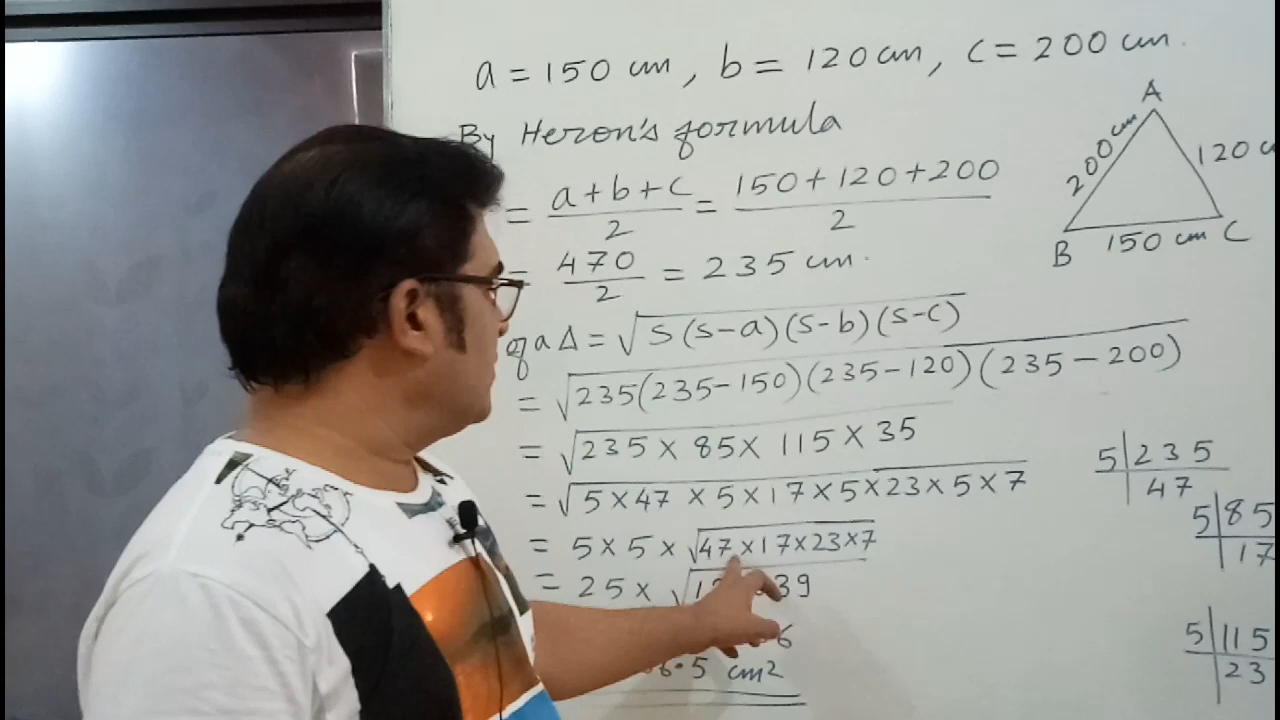 a = 150 cm, b = 120 cm, c = 200 cm.
By Heron's formula
= a+b+c/2 = 150+120+200/2
= 470/2 = 235 cm.
of a Δ = √s(s-a)(s-b)(s-c)
= √235(235-150)(235-120)(235-200)
= √235 × 85 × 115 × 35
= √5×47 × 5×17×5×23×5×7
= 5×5×√47×17×23×7
= 25 × √
cm²
A
200 cm
120
B 150 cm C
5|235
47
5|85
17
5|115
23